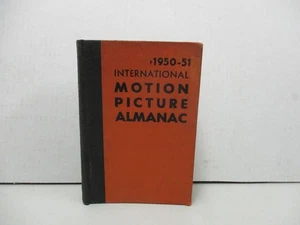 1950-51
INTERNATIONAL
MOTION
PICTURE
ALMANAC